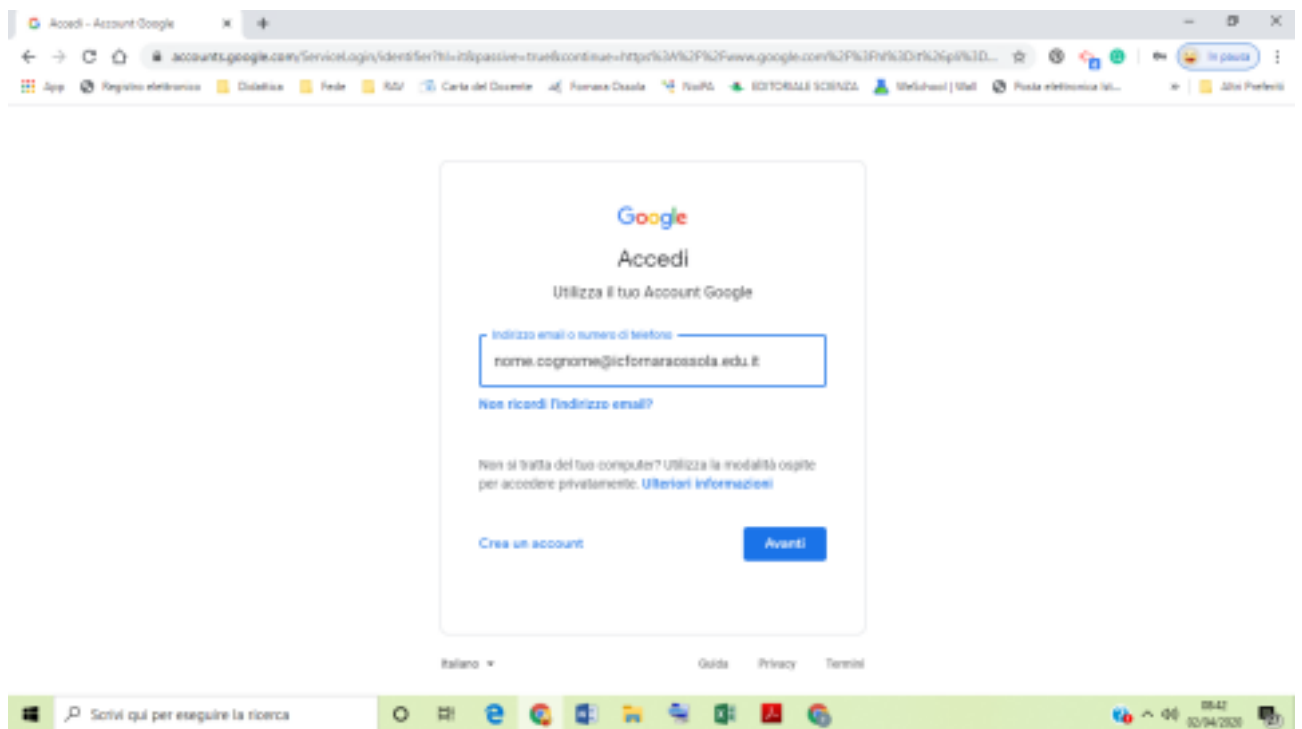 Accedi - Account Google
accounts.google.com/ServiceLogin/identifier?hl=it&passive=true&continue=https%3A%2F%2Fwww.google.com%2F%3Fhl%3Dit%26pli%3D...
In pausa
App Registro elettronico Didattica Fede RAV Carta del Docente Fornara Ossola NoiPA EDITORIALE SCIENZA WeSchool | Wall Posta elettronica Ist... Altri Preferiti
Google
Accedi
Utilizza il tuo Account Google
Indirizzo email o numero di telefono
nome.cognome@icfornaraossola.edu.it
Non ricordi l'indirizzo email?
Non si tratta del tuo computer? Utilizza la modalità ospite
per accedere privatamente. Ulteriori informazioni
Crea un account
Avanti
Italiano
Guida Privacy Termini
Scrivi qui per eseguire la ricerca
08:42
02/04/2020